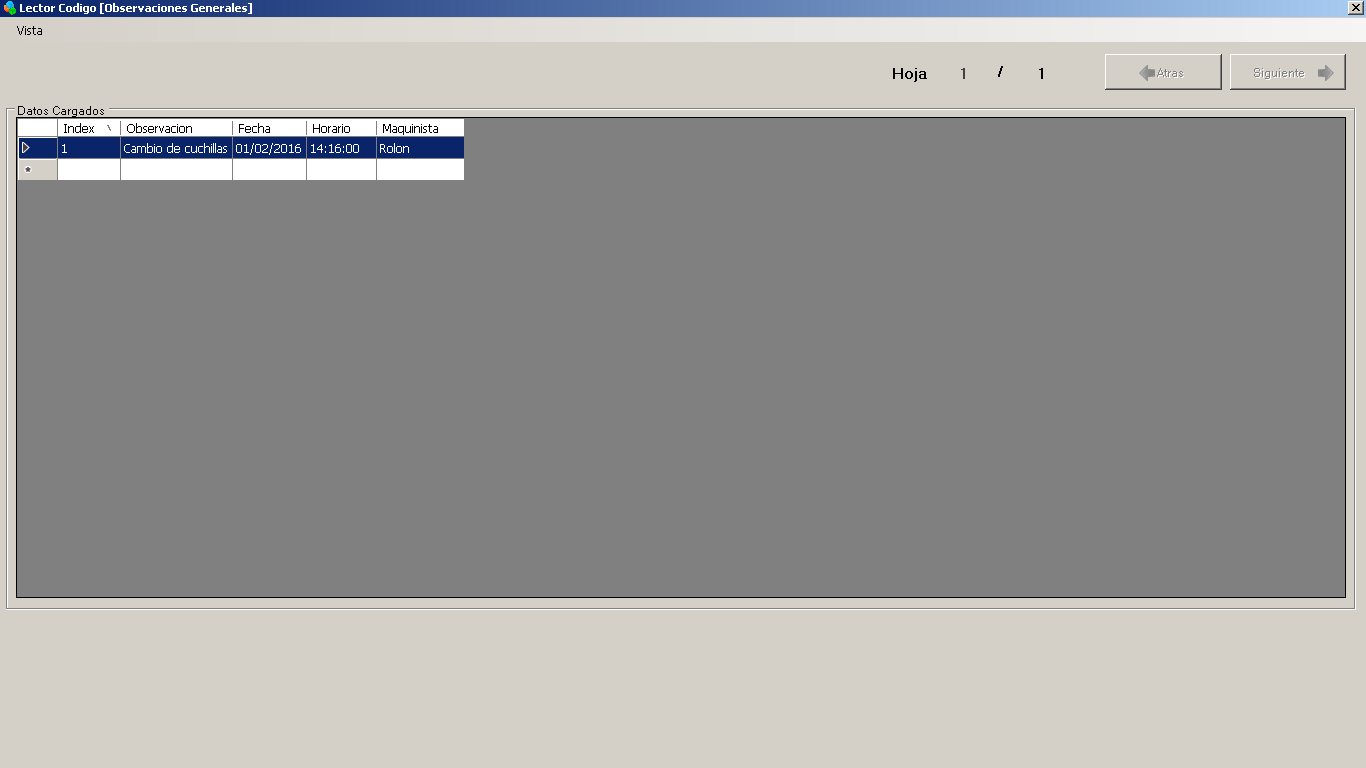 Lector Codigo [Observaciones Generales]
Vista
Hoja 1 / 1 Atras Siguiente
Datos Cargados
Index Observacion Fecha Horario Maquinista
1 Cambio de cuchillas 01/02/2016 14:16:00 Rolon